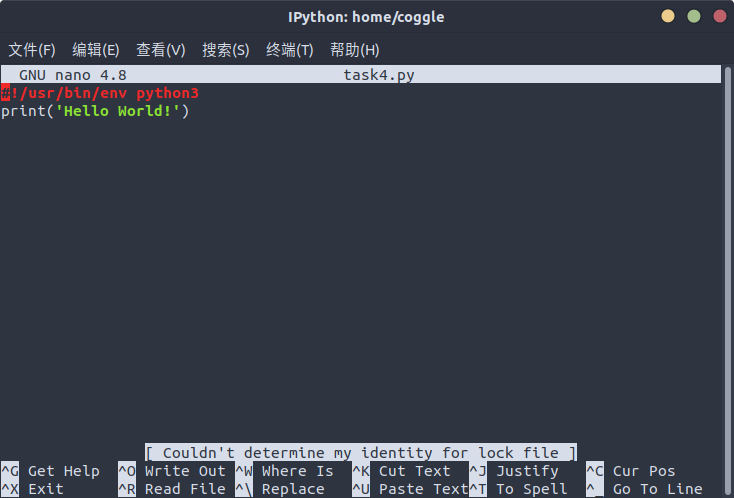 IPython: home/coggle
文件(F) 编辑(E) 查看(V) 搜索(S) 终端(T) 帮助(H)
GNU nano 4.8 task4.py
#!/usr/bin/env python3
print('Hello World!')
[ Couldn't determine my identity for lock file ]
^G Get Help ^O Write Out ^W Where Is ^K Cut Text ^J Justify ^C Cur Pos
^X Exit ^R Read File ^\ Replace ^U Paste Text ^T To Spell ^_ Go To Line